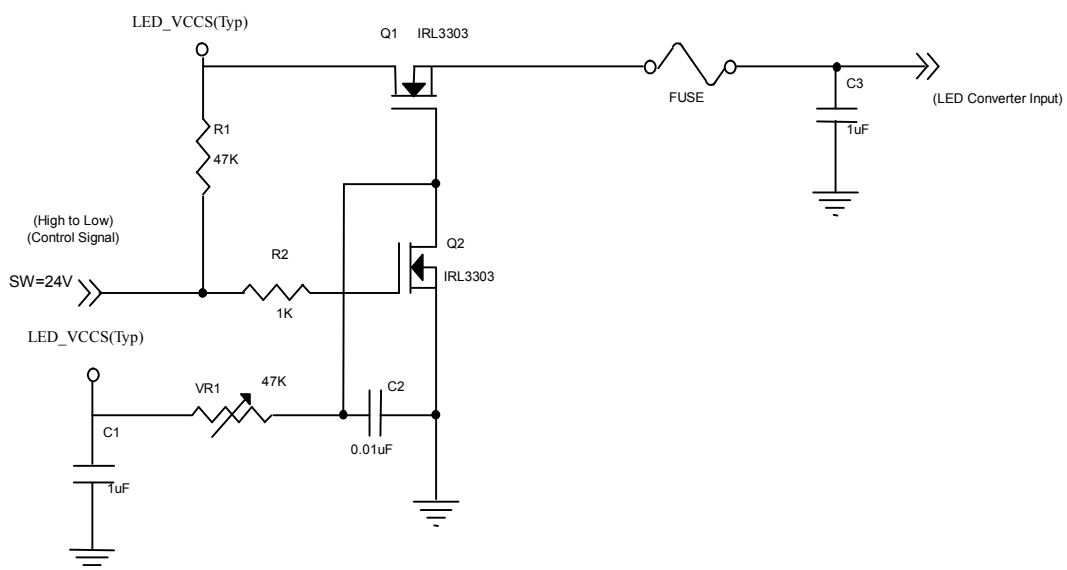 LED_VCCS(Typ)
Q1 IRL3303
FUSE
C3
(LED Converter Input)
1uF
R1
47K
(High to Low)
(Control Signal)
SW=24V
R2
1K
Q2
IRL3303
LED_VCCS(Typ)
VR1 47K
C2
C1
0.01uF
1uF